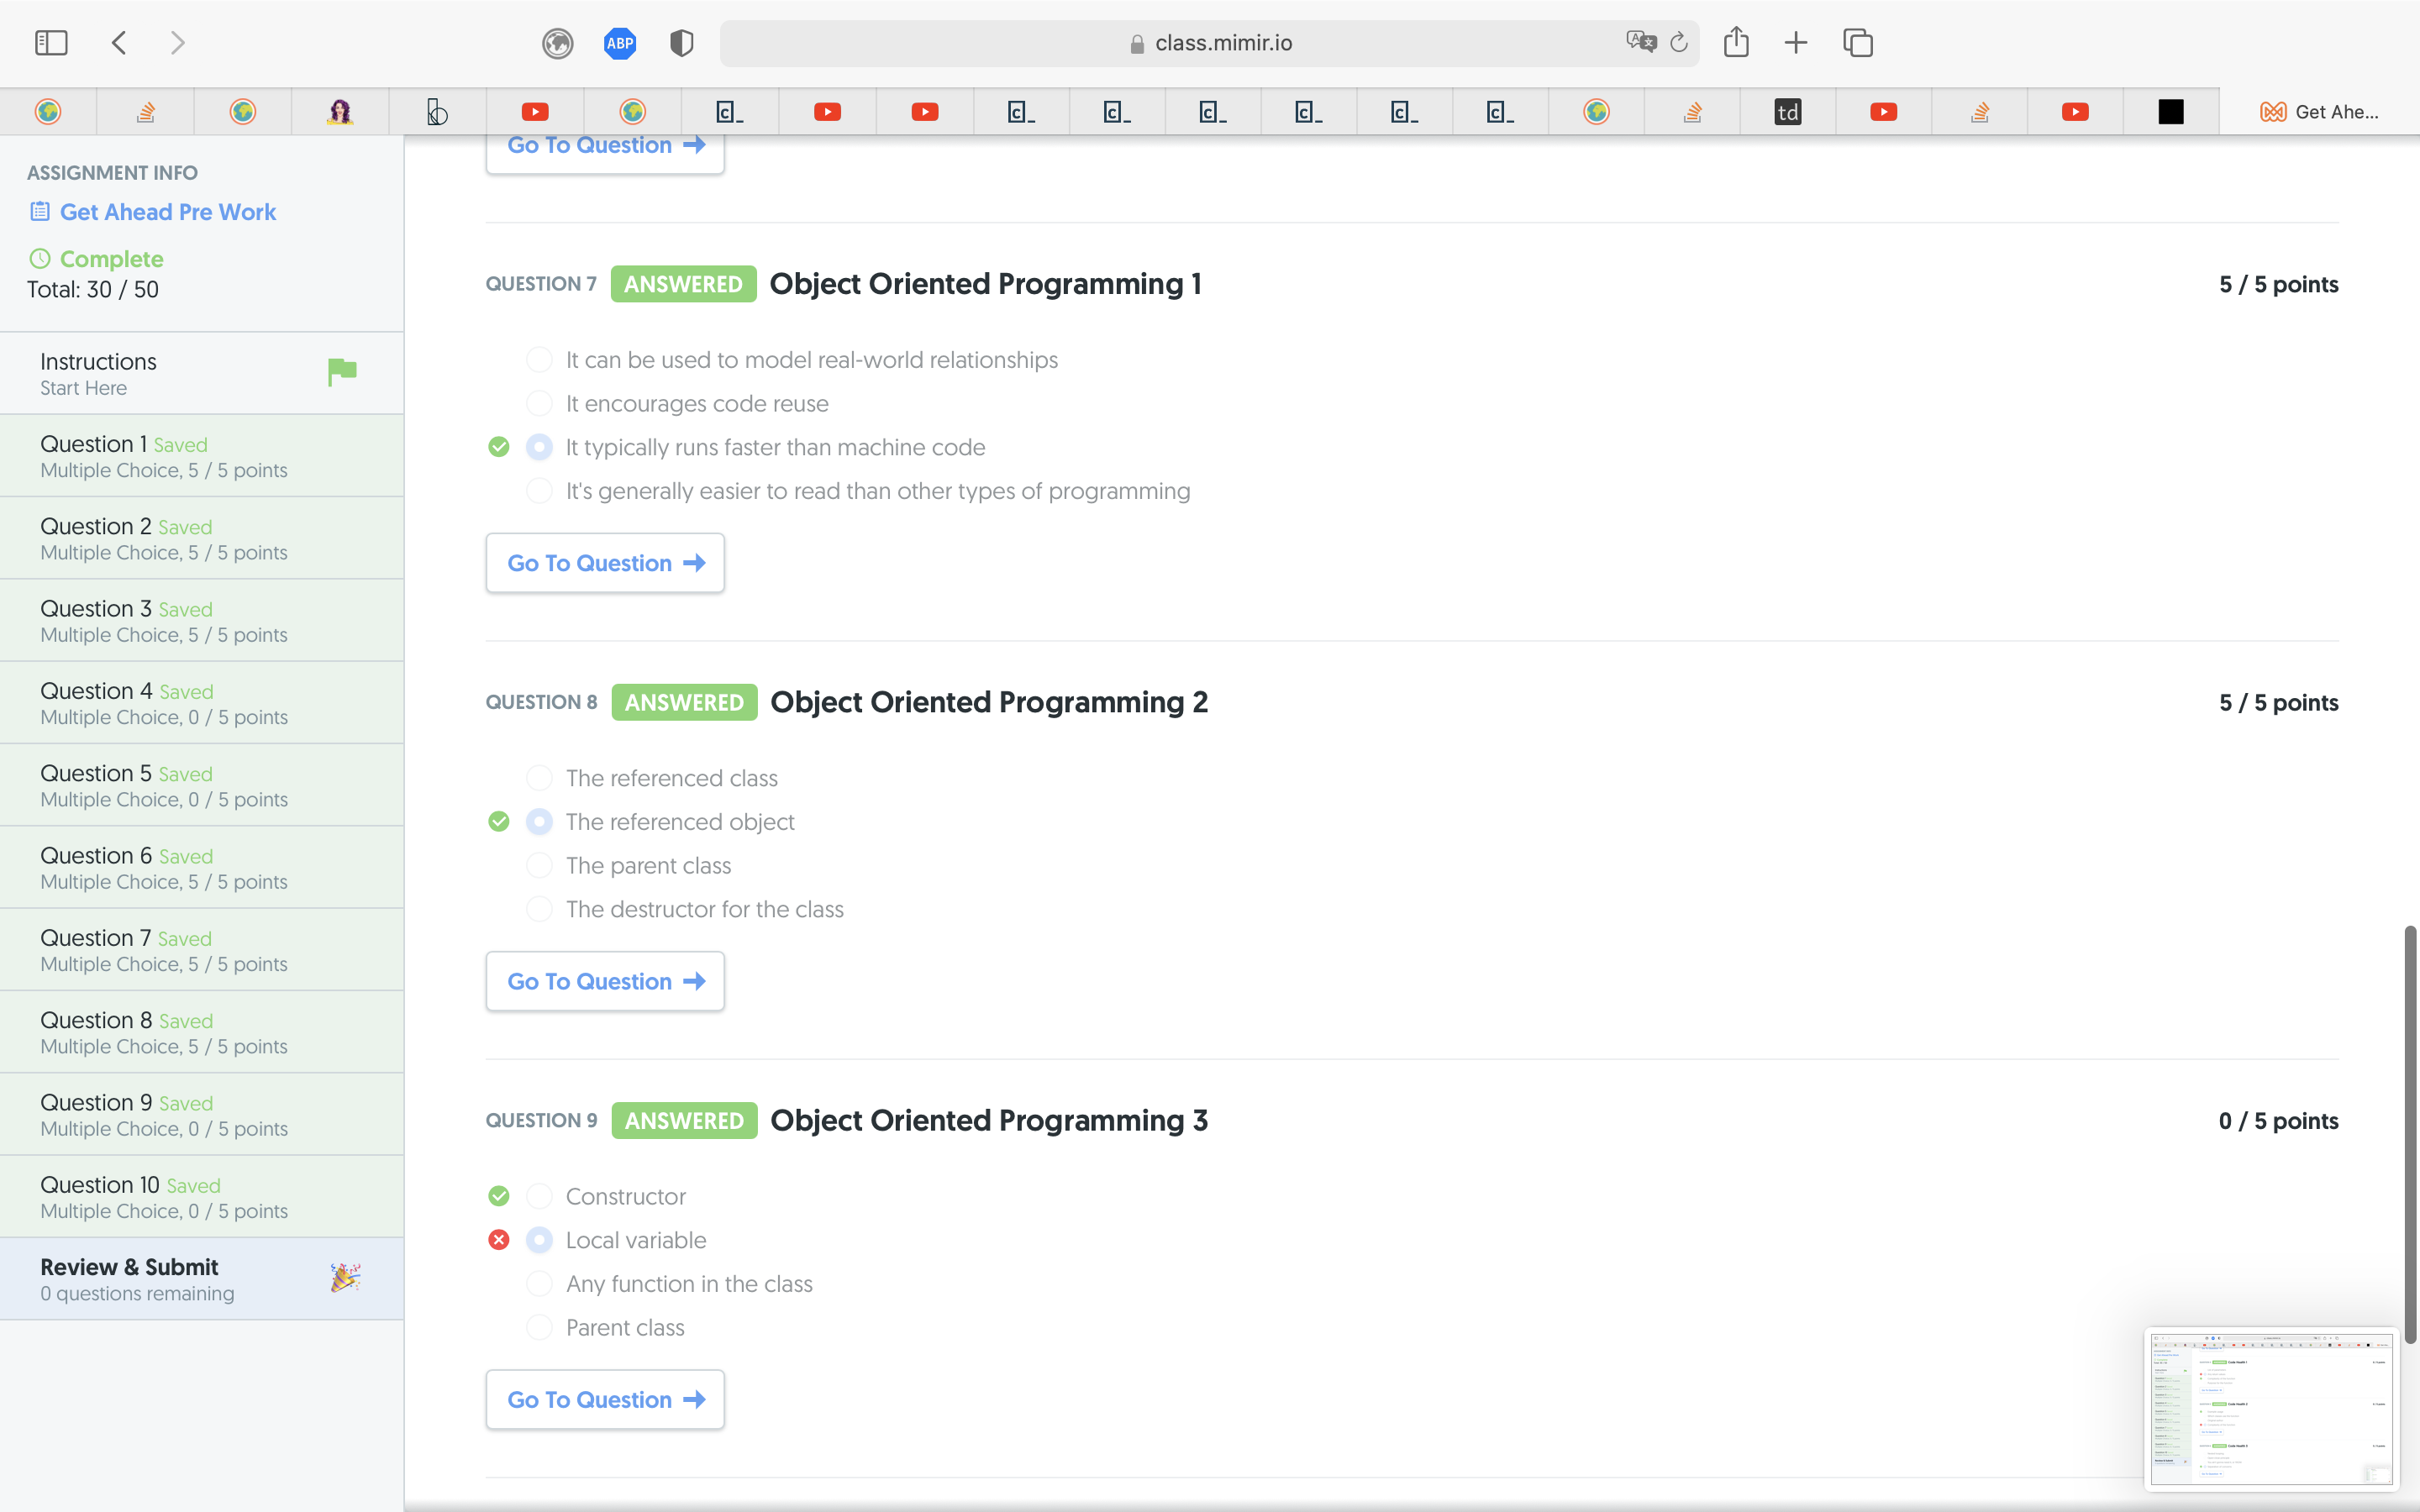 ABP
class.mimir.io
td
Get Ahe...
ASSIGNMENT INFO
Get Ahead Pre Work
Complete
Total: 30 / 50
Instructions
Start Here
Question 1 Saved
Multiple Choice, 5 / 5 points
Question 2 Saved
Multiple Choice, 5 / 5 points
Question 3 Saved
Multiple Choice, 5 / 5 points
Question 4 Saved
Multiple Choice, 0 / 5 points
Question 5 Saved
Multiple Choice, 0 / 5 points
Question 6 Saved
Multiple Choice, 5 / 5 points
Question 7 Saved
Multiple Choice, 5 / 5 points
Question 8 Saved
Multiple Choice, 5 / 5 points
Question 9 Saved
Multiple Choice, 0 / 5 points
Question 10 Saved
Multiple Choice, 0 / 5 points
Review & Submit
0 questions remaining
Go To Question
QUESTION 7 ANSWERED Object Oriented Programming 1 5 / 5 points
It can be used to model real-world relationships
It encourages code reuse
It typically runs faster than machine code
It's generally easier to read than other types of programming
Go To Question
QUESTION 8 ANSWERED Object Oriented Programming 2 5 / 5 points
The referenced class
The referenced object
The parent class
The destructor for the class
Go To Question
QUESTION 9 ANSWERED Object Oriented Programming 3 0 / 5 points
Constructor
Local variable
Any function in the class
Parent class
Go To Question